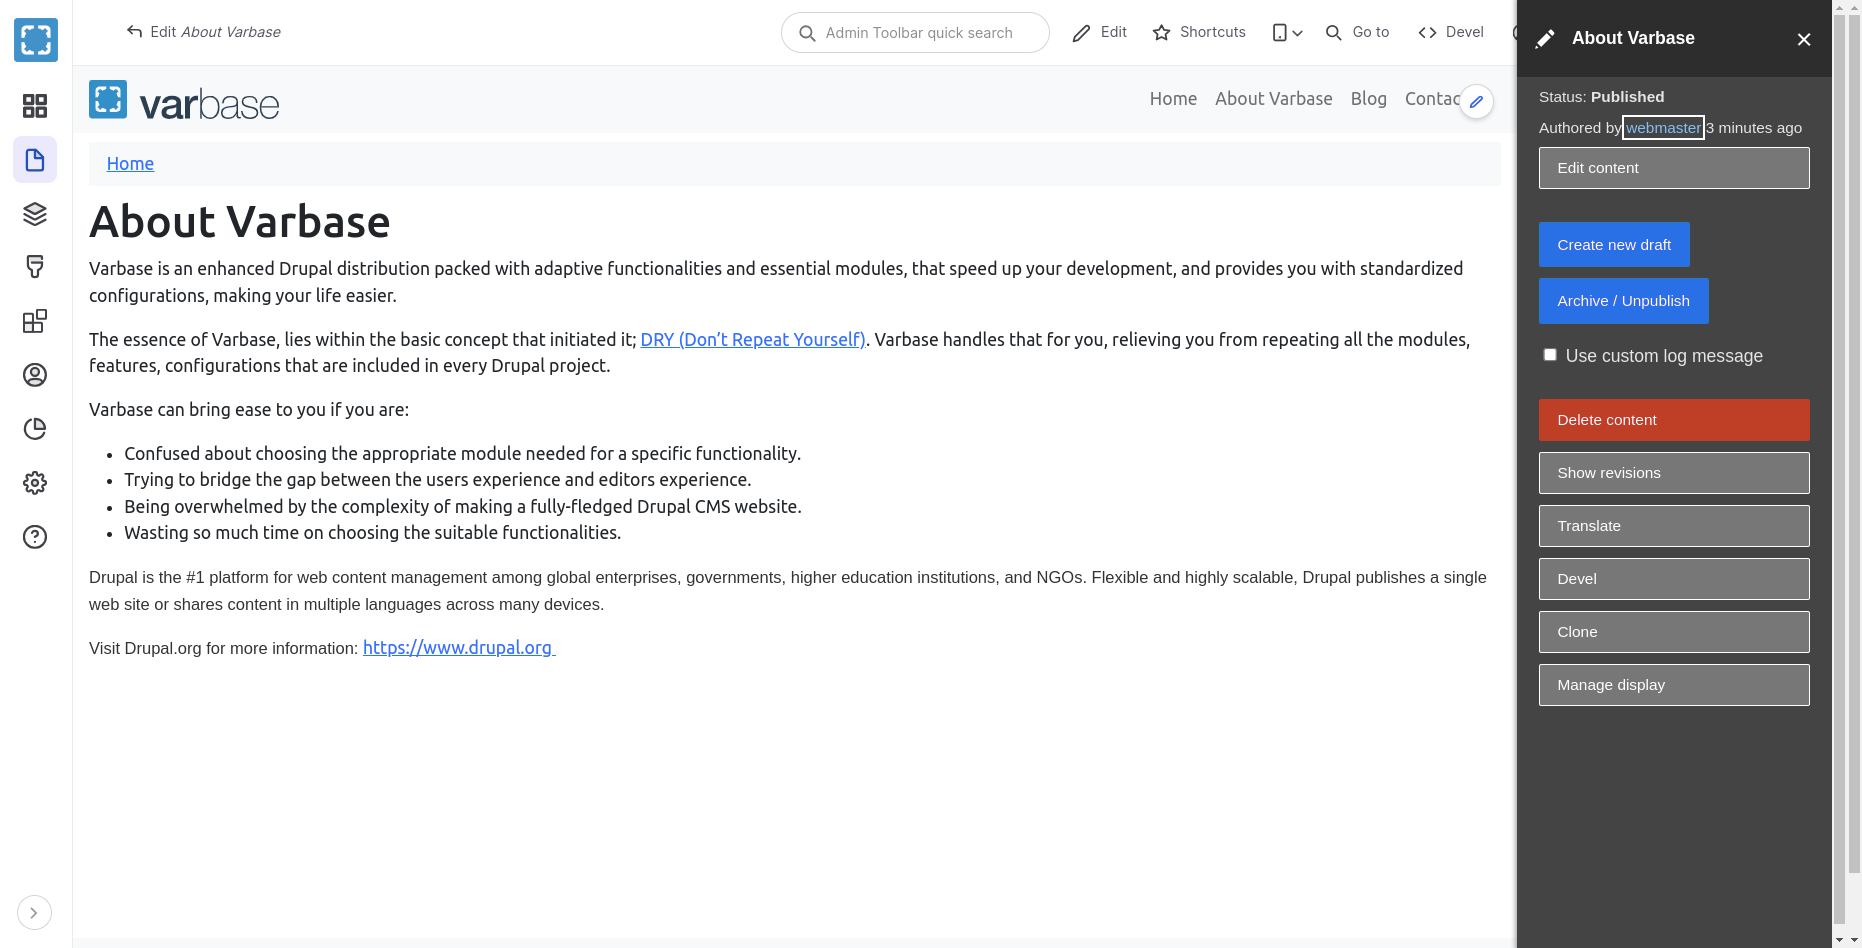 Edit About Varbase
Admin Toolbar quick search
Edit
Shortcuts
Go to
Devel
varbase
Home
About Varbase
Blog
Home
About Varbase
Varbase is an enhanced Drupal distribution packed with adaptive functionalities and essential modules, that speed up your development, and provides you with standardized
configurations, making your life easier.
The essence of Varbase, lies within the basic concept that initiated it; DRY (Don’t Repeat Yourself). Varbase handles that for you, relieving you from repeating all the modules,
features, configurations that are included in every Drupal project.
Varbase can bring ease to you if you are:
Confused about choosing the appropriate module needed for a specific functionality.
Trying to bridge the gap between the users experience and editors experience.
Being overwhelmed by the complexity of making a fully-fledged Drupal CMS website.
Wasting so much time on choosing the suitable functionalities.
Drupal is the #1 platform for web content management among global enterprises, governments, higher education institutions, and NGOs. Flexible and highly scalable, Drupal publishes a single
web site or shares content in multiple languages across many devices.
Visit Drupal.org for more information: https://www.drupal.org
About Varbase
Status: Published
Authored by webmaster 3 minutes ago
Edit content
Create new draft
Archive / Unpublish
Use custom log message
Delete content
Show revisions
Translate
Devel
Clone
Manage display